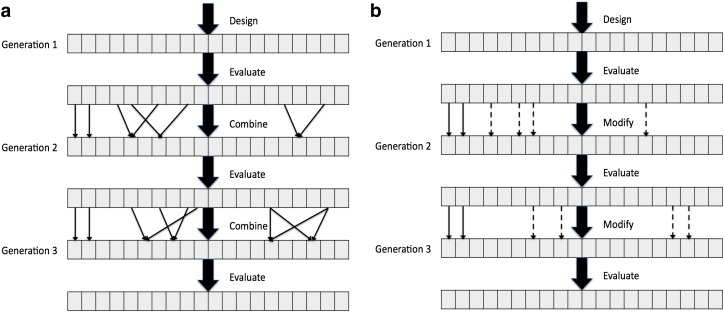 a
Design
Generation 1
Evaluate
Combine
Generation 2
Evaluate
Combine
Generation 3
Evaluate
b
Design
Generation 1
Evaluate
Modify
Generation 2
Evaluate
Modify
Generation 3
Evaluate